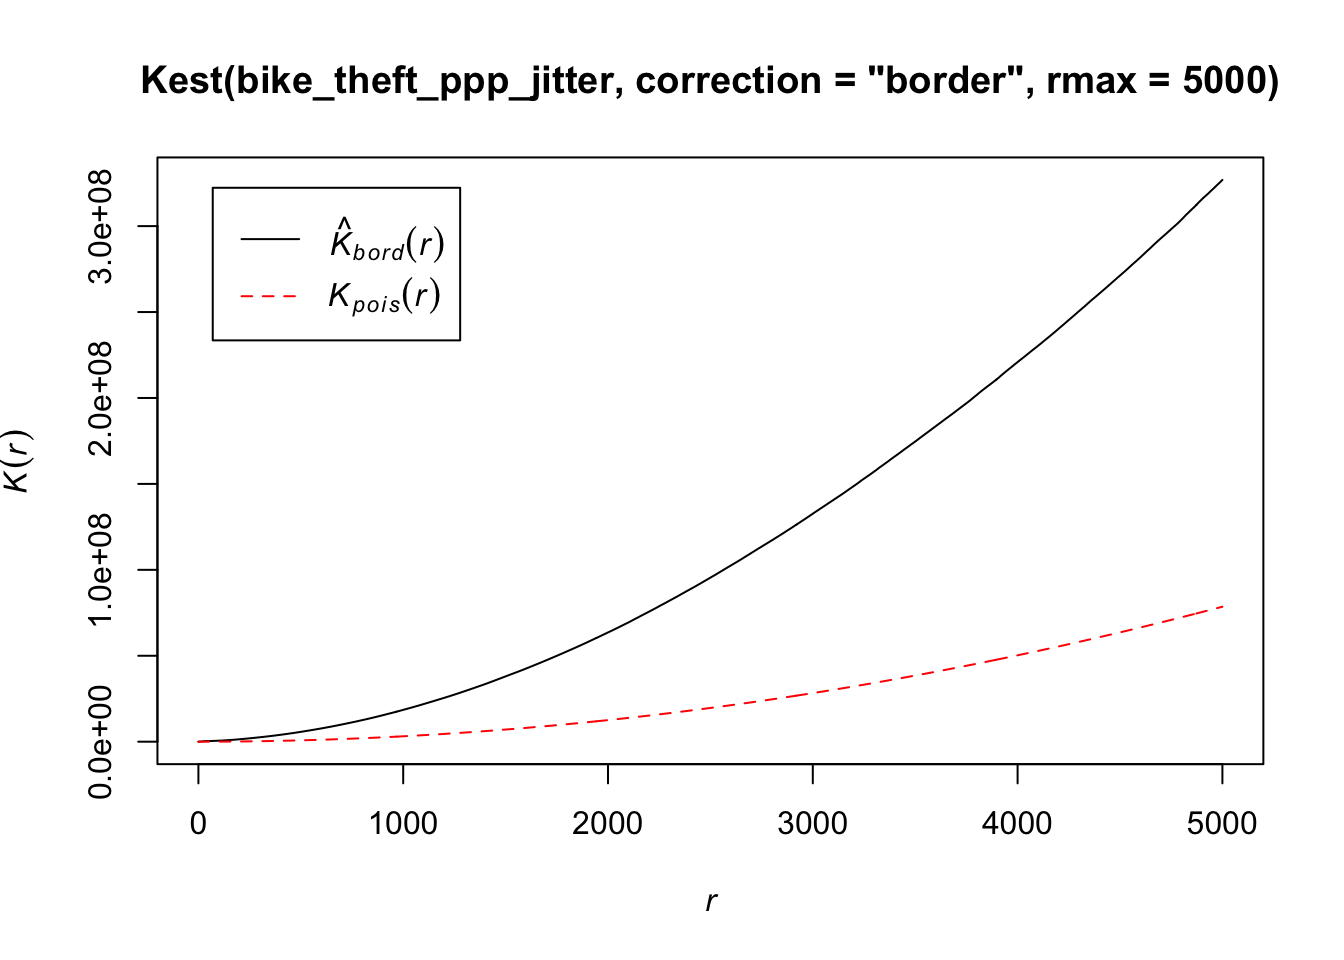 Kest(bike_theft_ppp_jitter, correction = "border", rmax = 5000)
K̂bord(r)
Kpois(r)
K(r)
3.0e+08
2.0e+08
1.0e+08
0.0e+00
0 1000 2000 3000 4000 5000
r